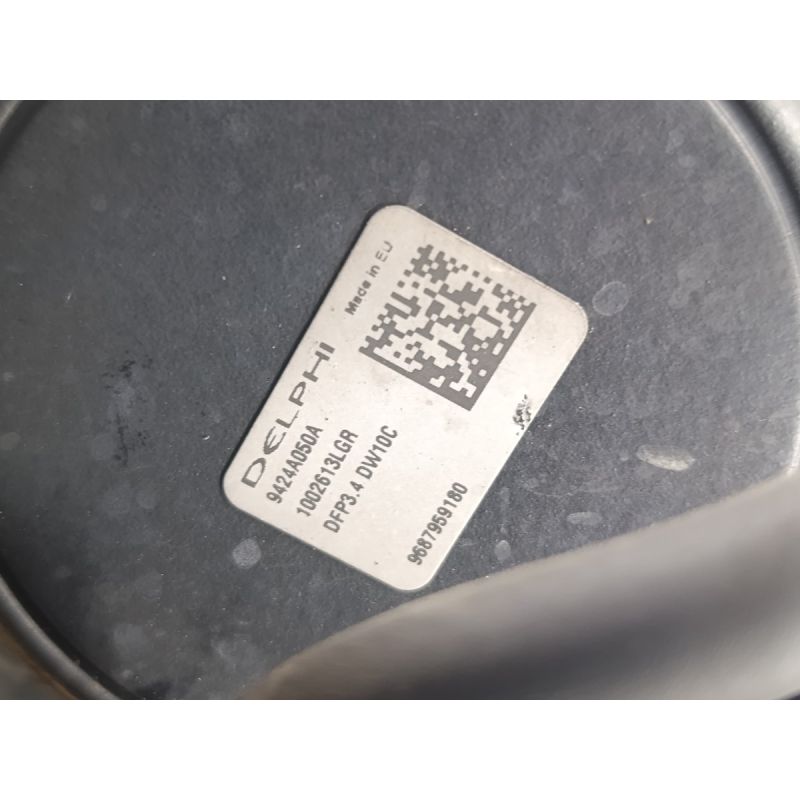 Made in EU
DELPHI
9424A050A
1002613LGR
DFP3.4 DW10C
9687959180